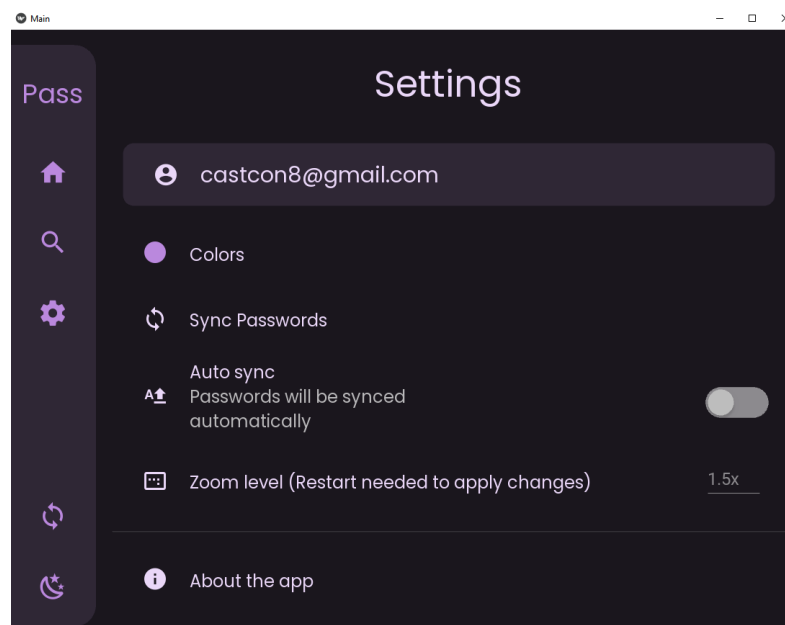 Main
Pass
Settings
castcon8@gmail.com
Colors
Sync Passwords
Auto sync
Passwords will be synced
automatically
Zoom level (Restart needed to apply changes)
1.5x
About the app